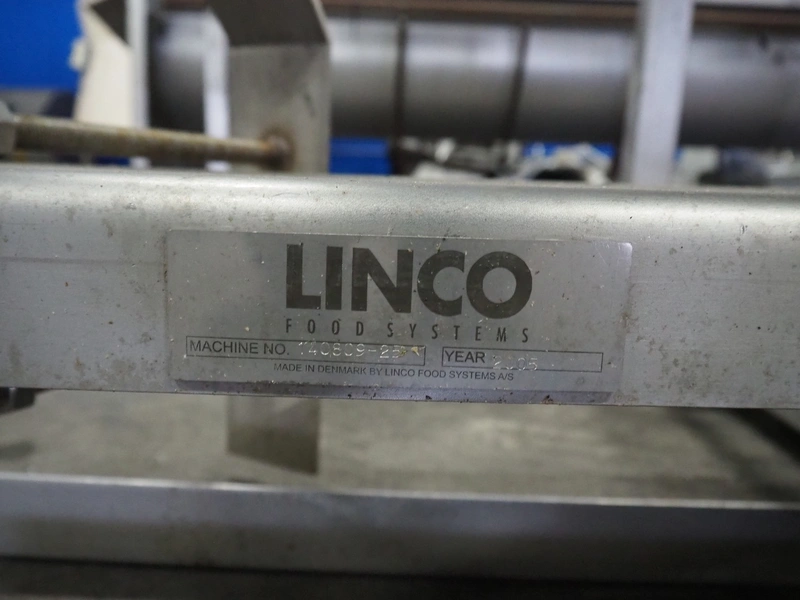 LINCO
FOOD SYSTEMS
MACHINE NO. YEAR
MADE IN DENMARK BY LINCO FOOD SYSTEMS A/S